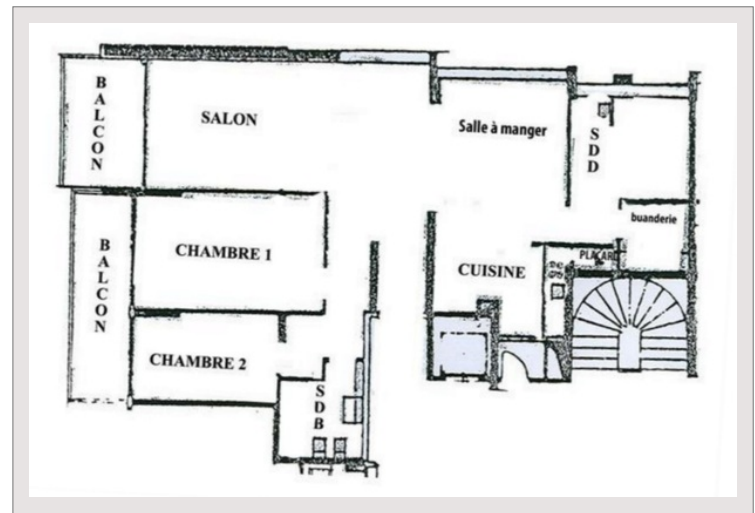 BALCON
SALON
Salle à manger
SDD
buanderie
BALCON
CHAMBRE 1
CUISINE
PLACARD
CHAMBRE 2
SDB